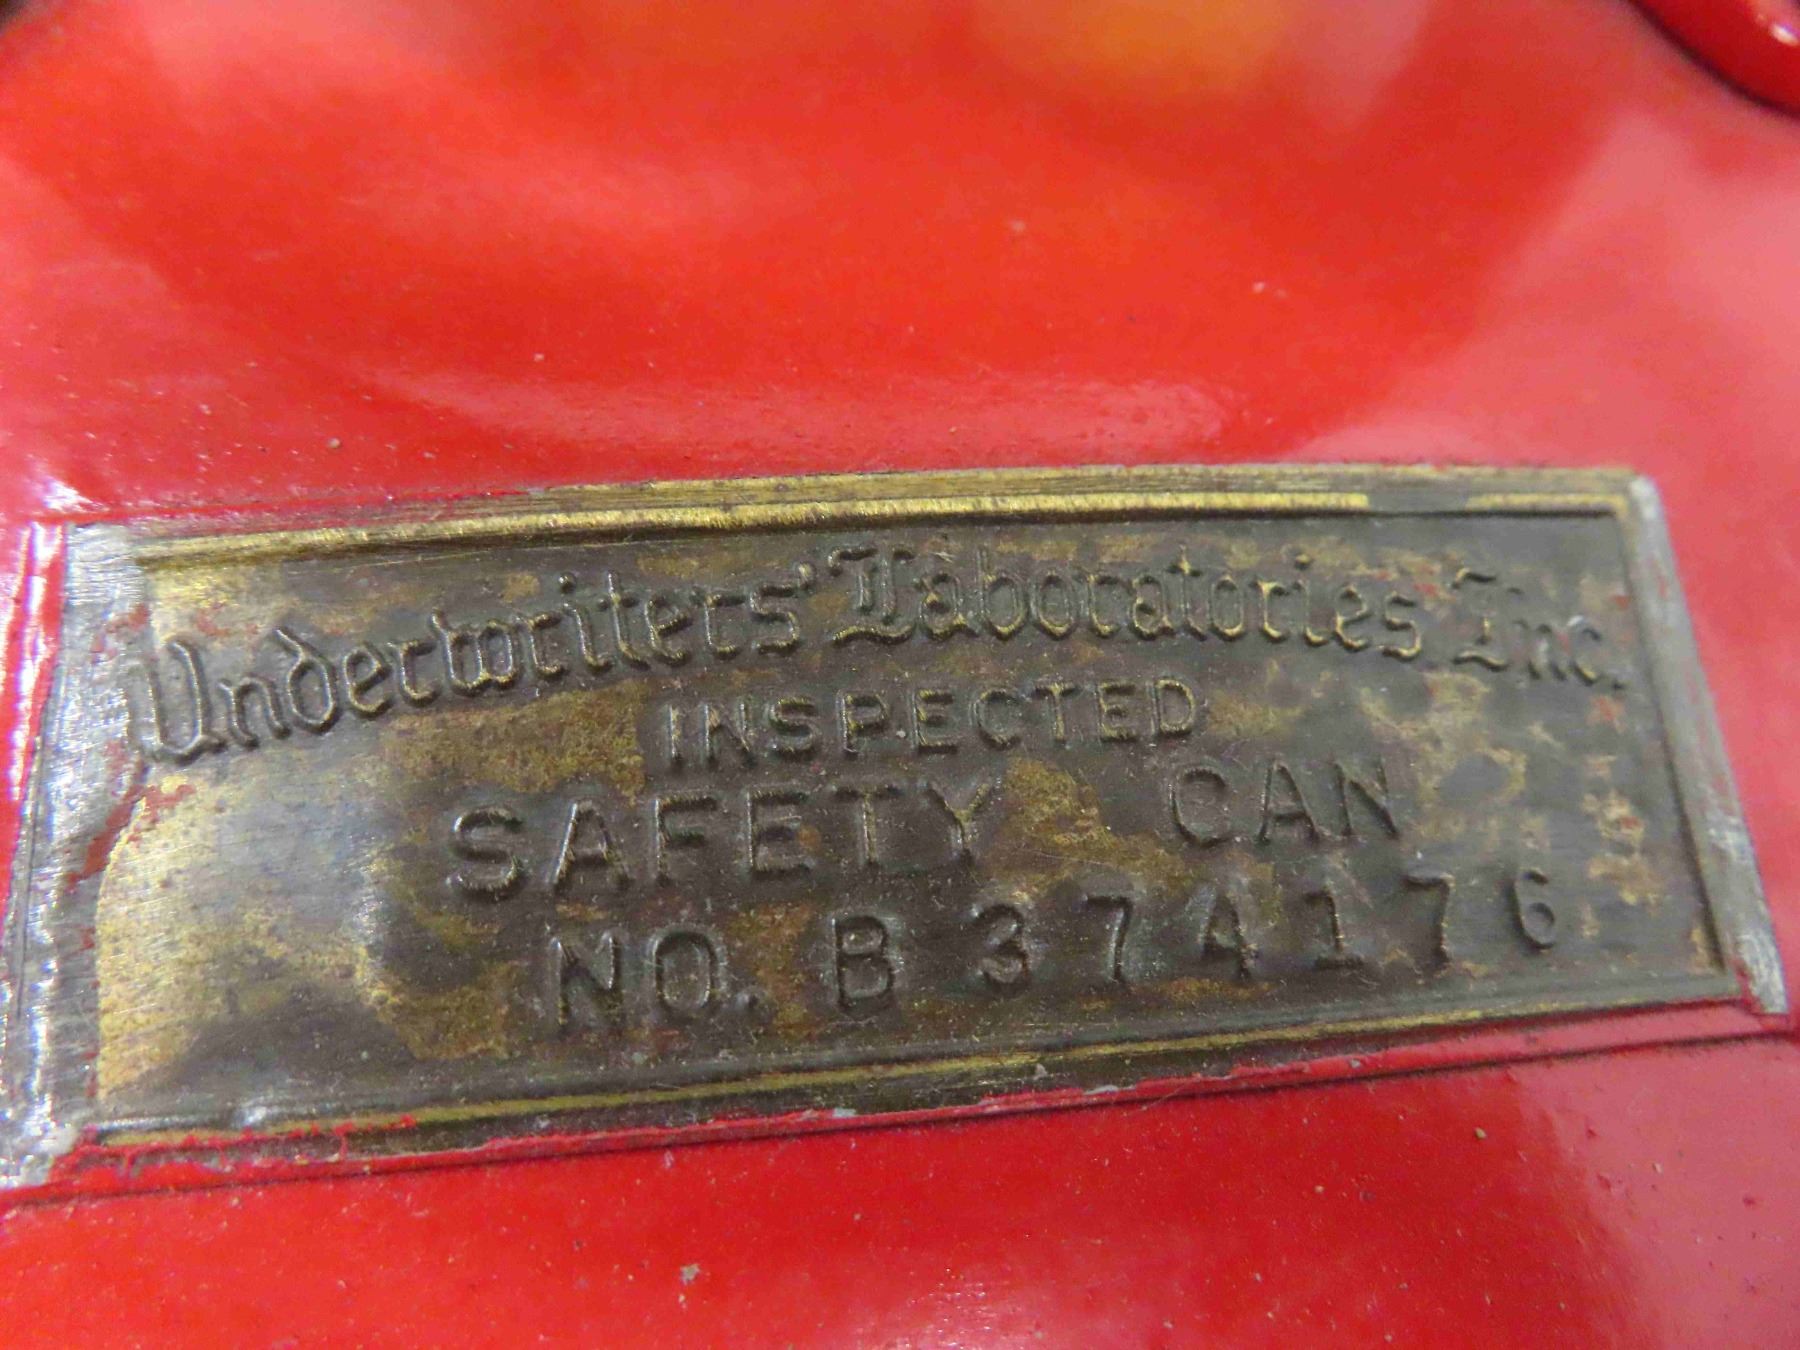 Underwriters' Laboratories Inc.
INSPECTED
SAFETY CAN
NO. B 374176